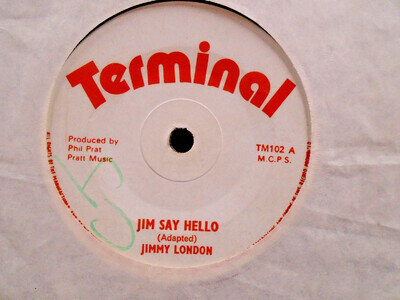 Terminal
Produced by
Phil Prat
Pratt Music
TM102 A
M.C.P.S.
JIM SAY HELLO
(Adapted)
JIMMY LONDON